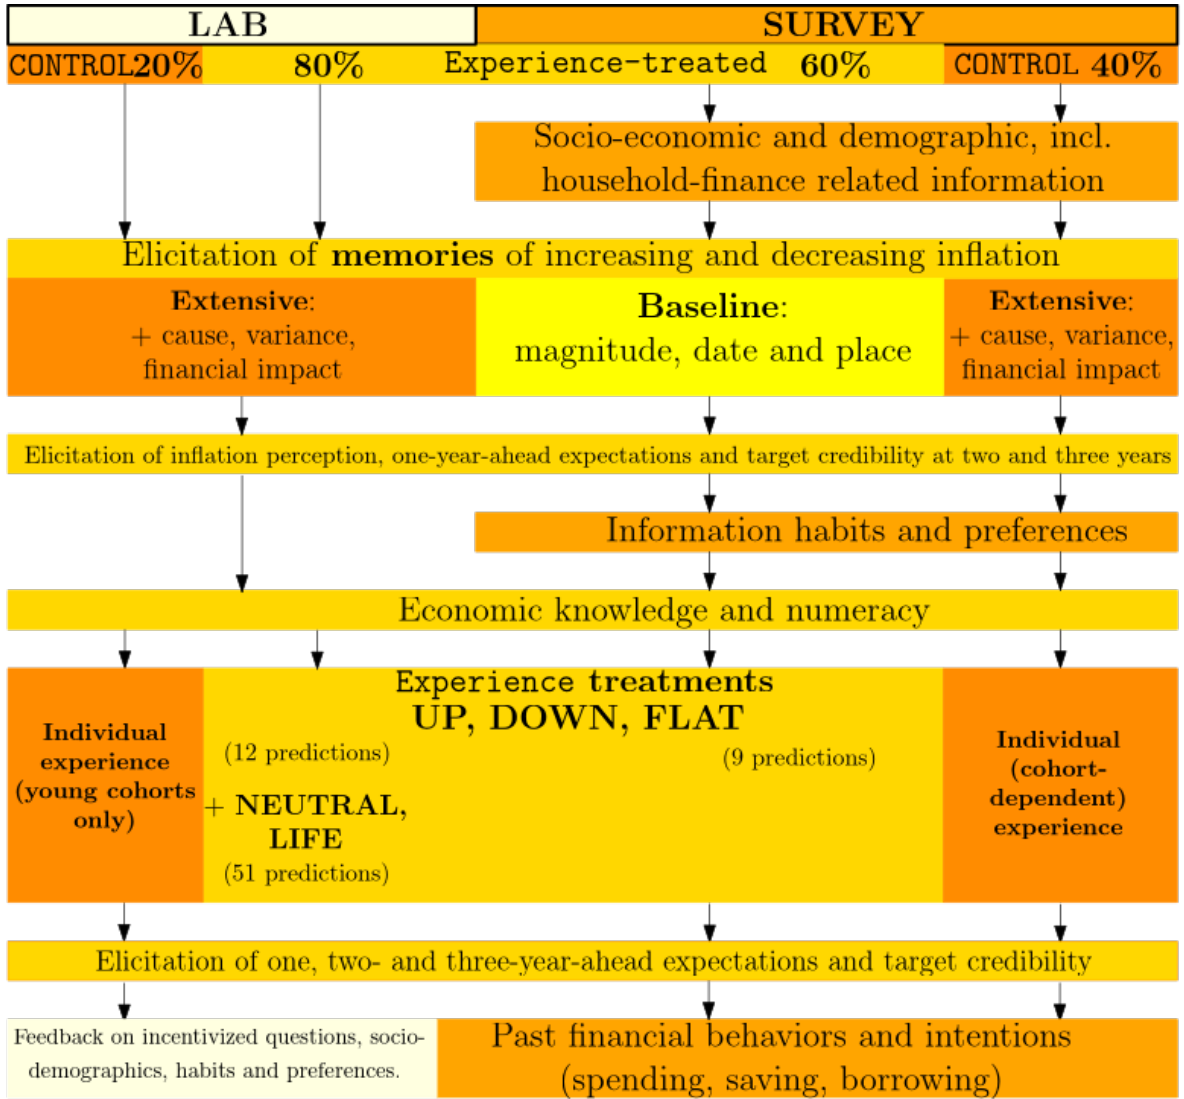 LAB
SURVEY
CONTROL20%
80%
Experience-treated 60%
CONTROL 40%
Socio-economic and demographic, incl.
household-finance related information
Elicitation of memories of increasing and decreasing inflation
Extensive:
+ cause, variance,
financial impact
Baseline:
magnitude, date and place
Extensive:
+ cause, variance,
financial impact
Elicitation of inflation perception, one-year-ahead expectations and target credibility at two and three years
Information habits and preferences
Economic knowledge and numeracy
Individual
experience
(young cohorts
only)
Experience treatments
UP, DOWN, FLAT
(12 predictions)
(9 predictions)
+ NEUTRAL,
LIFE
(51 predictions)
Individual
(cohort-
dependent)
experience
Elicitation of one, two- and three-year-ahead expectations and target credibility
Feedback on incentivized questions, socio-
demographics, habits and preferences.
Past financial behaviors and intentions
(spending, saving, borrowing)